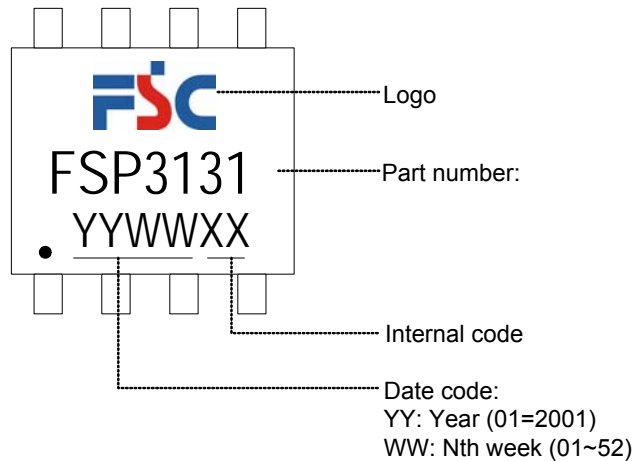 FSC
Logo
FSP3131
Part number:
YYWWXX
Internal code
Date code:
YY: Year (01=2001)
WW: Nth week (01~52)